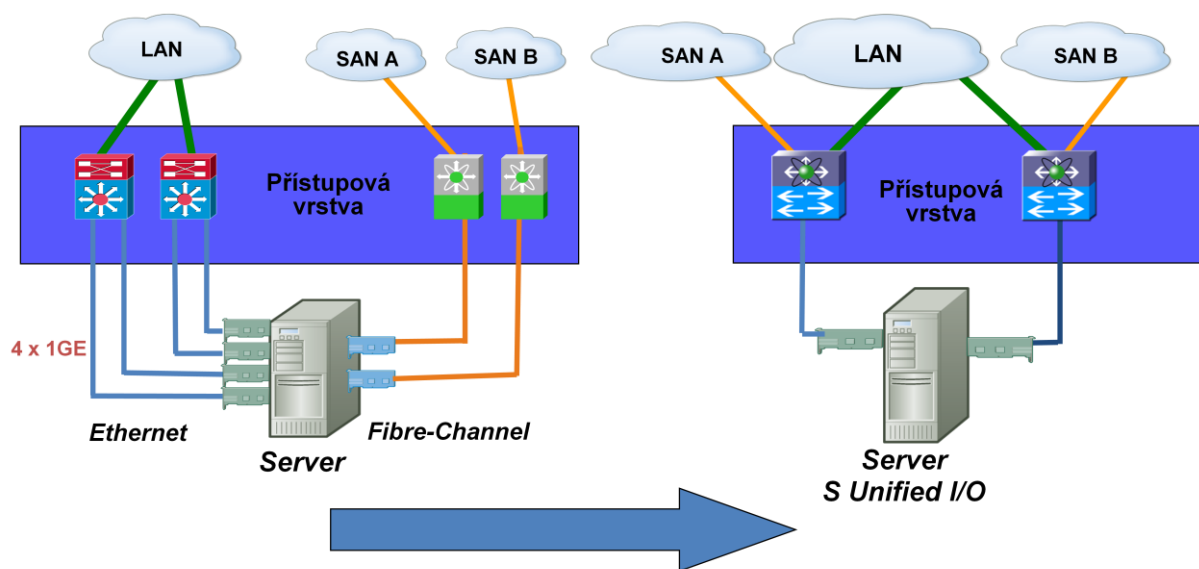 LAN
SAN A
SAN B
Přístupová
vrstva
4 x 1GE
Ethernet
Server
Fibre-Channel
SAN A
LAN
SAN B
Přístupová
vrstva
Server
S Unified I/O